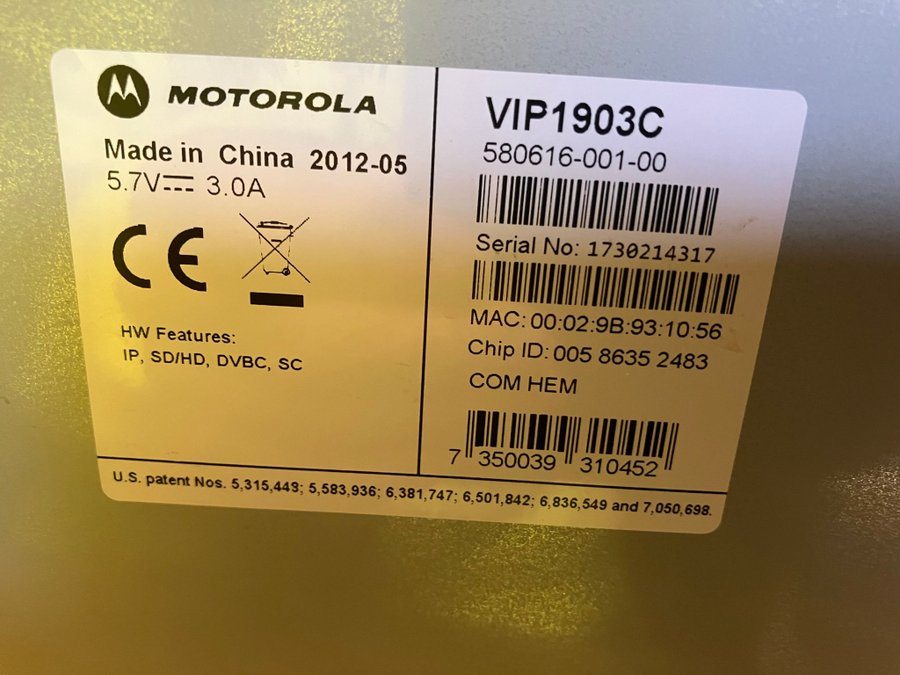 MOTOROLA
Made in China 2012-05
5.7V 3.0A
CE
HW Features:
IP, SD/HD, DVBC, SC
VIP1903C
580616-001-00
Serial No: 1730214317
MAC: 00:02:9B:93:10:56
Chip ID: 005 8635 2483
COM HEM
7 350039 310452
U.S. patent Nos. 5,315,449; 5,583,936; 6,381,747; 6,501,842; 6,836,549 and 7,050,698.